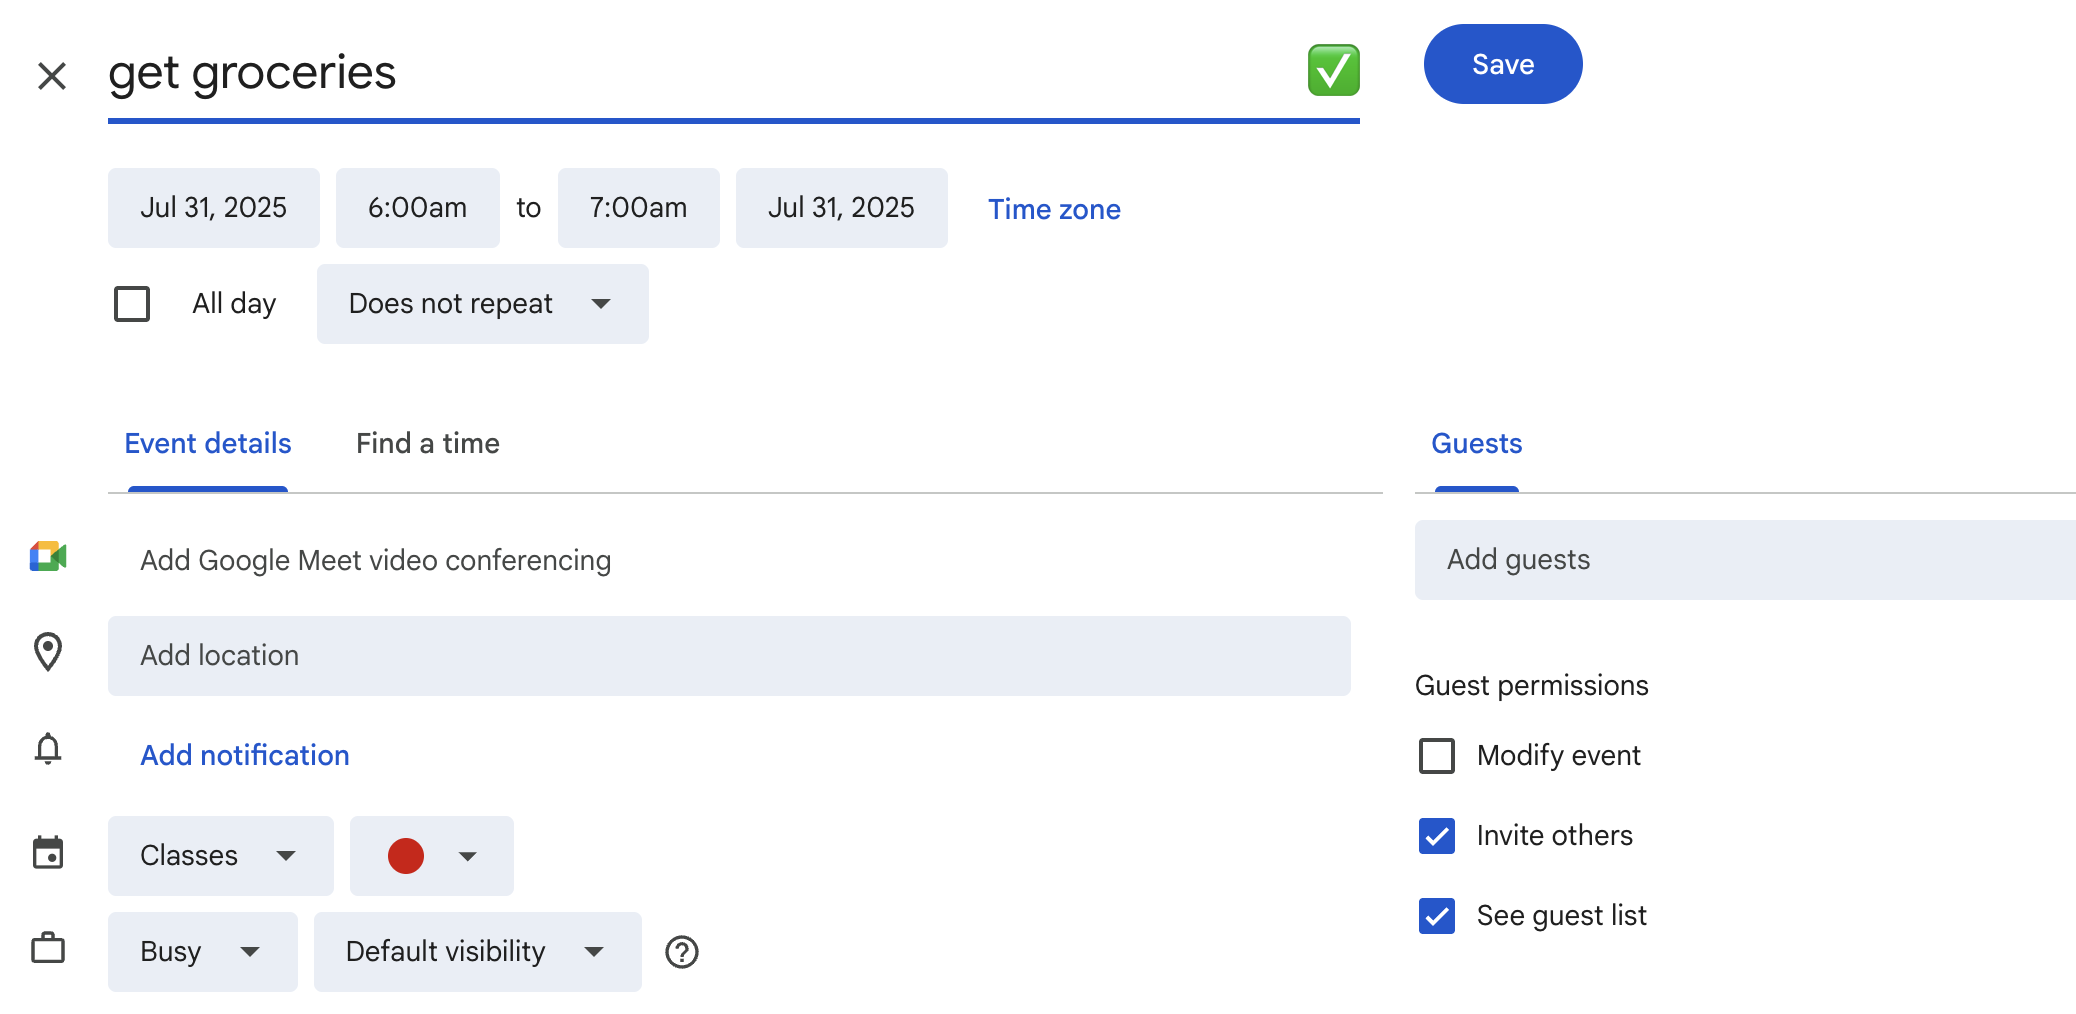 get groceries ✅
Save
Jul 31, 2025 6:00am to 7:00am Jul 31, 2025 Time zone
All day Does not repeat
Event details Find a time
Add Google Meet video conferencing
Add location
Add notification
Classes
Busy Default visibility
Guests
Add guests
Guest permissions
Modify event
Invite others
See guest list